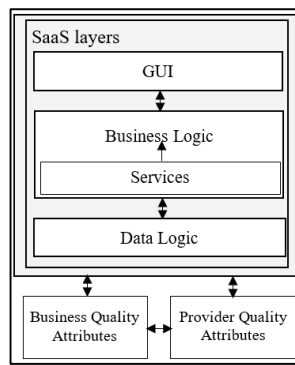 SaaS layers
GUI
Business Logic
Services
Data Logic
Business Quality
Attributes
Provider Quality
Attributes